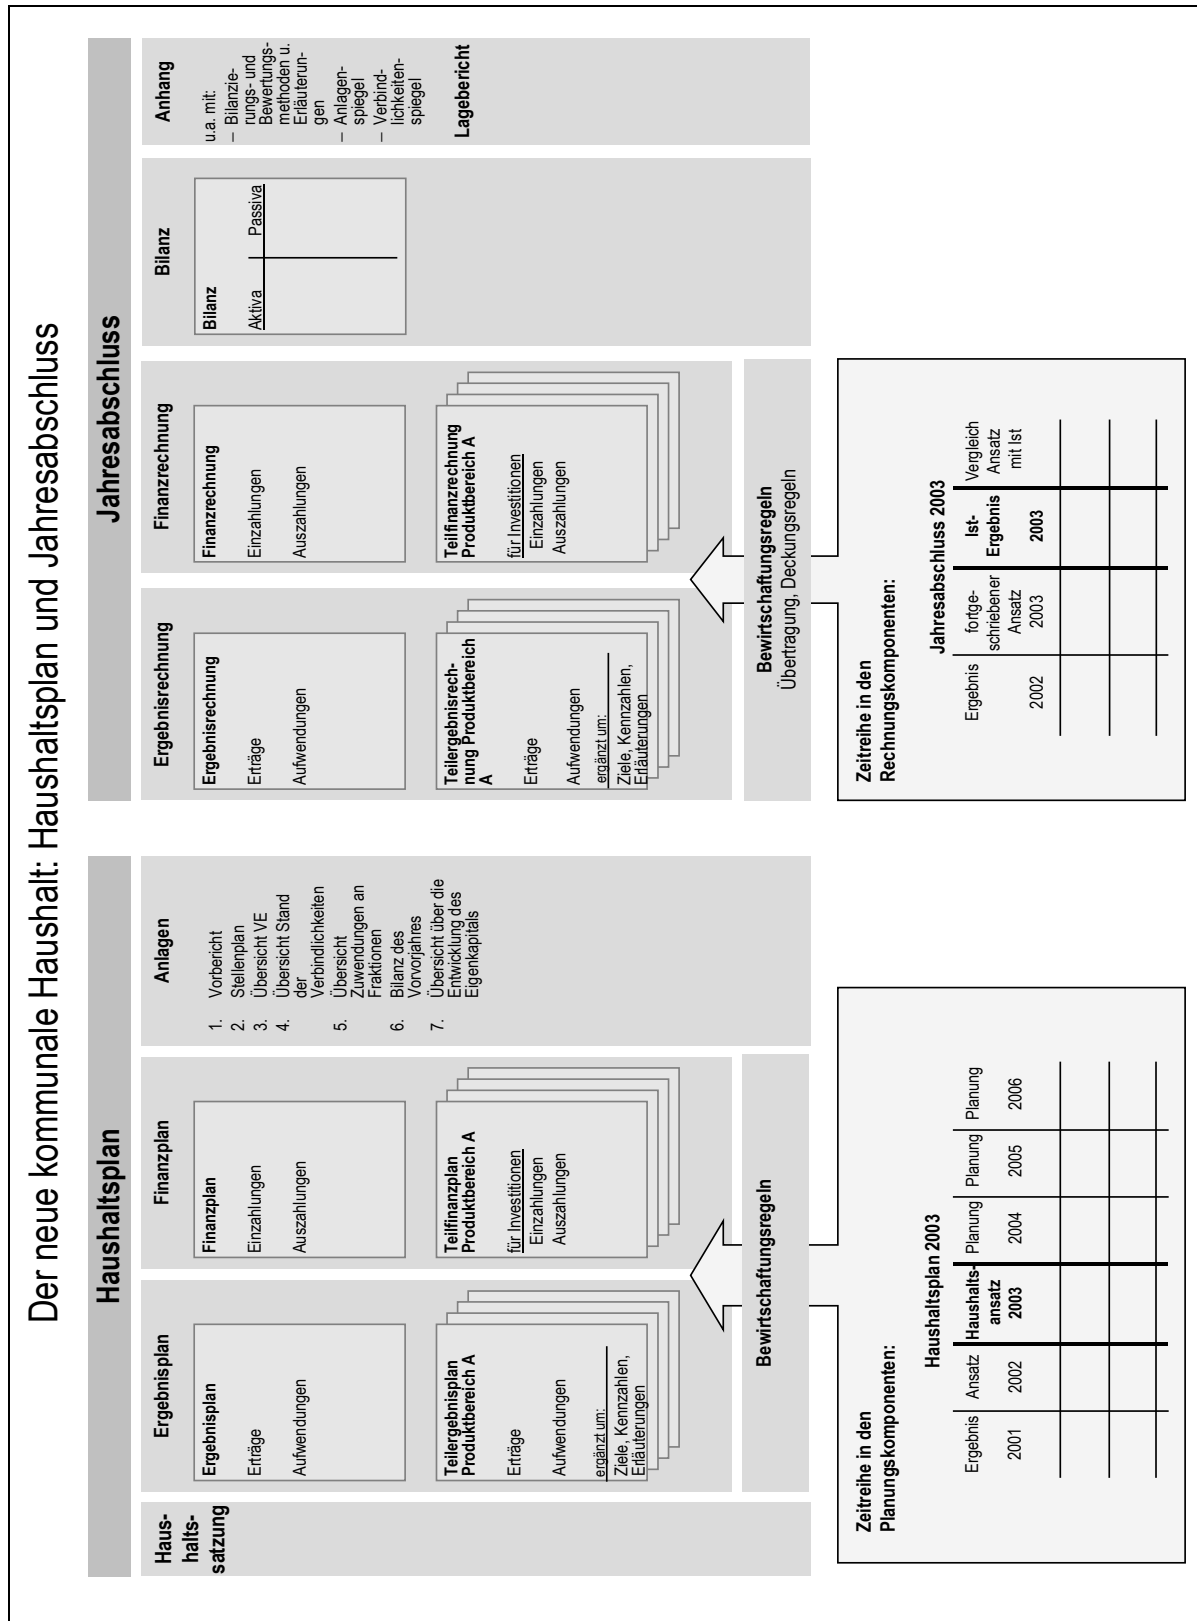 Der neue kommunale Haushalt: Haushaltsplan und Jahresabschluss
Haushaltsplan
Haus-
halts-
satzung
Ergebnisplan
Ergebnisplan
Erträge
Aufwendungen
Teilergebnisplan
Produktbereich A
Erträge
Aufwendungen
ergänzt um:
Ziele, Kennzahlen,
Erläuterungen
Finanzplan
Finanzplan
Einzahlungen
Auszahlungen
Teilfinanzplan
Produktbereich A
für Investitionen
Einzahlungen
Auszahlungen
Anlagen
1. Vorbericht
2. Stellenplan
3. Übersicht VE
4. Übersicht Stand
der
Verbindlichkeiten
5. Übersicht
Zuwendungen an
Fraktionen
6. Bilanz des
Vorvorjahres
7. Übersicht über die
Entwicklung des
Eigenkapitals
Bewirtschaftungsregeln
Zeitreihe in den
Planungskomponenten:
Haushaltsplan 2003
Ergebnis Ansatz Haushalts- Planung Planung Planung
ansatz
2001 2002 2003 2004 2005 2006
Jahresabschluss
Ergebnisrechnung
Ergebnisrechnung
Erträge
Aufwendungen
Teilergebnisrech-
nung Produktbereich
A
Erträge
Aufwendungen
ergänzt um:
Ziele, Kennzahlen,
Erläuterungen
Finanzrechnung
Finanzrechnung
Einzahlungen
Auszahlungen
Teilfinanzrechnung
Produktbereich A
für Investitionen
Einzahlungen
Auszahlungen
Bilanz
Bilanz
Aktiva Passiva
Anhang
u.a. mit:
– Bilanzie-
rungs- und
Bewertungs-
methoden u.
Erläuterun-
gen
– Anlagen-
spiegel
– Verbind-
lichkeiten-
spiegel
Lagebericht
Bewirtschaftungsregeln
Übertragung, Deckungsregeln
Zeitreihe in den
Rechnungskomponenten:
Jahresabschluss 2003
Ergebnis fortge- Ist- Vergleich
schriebener Ergebnis Ansatz
Ansatz mit Ist
2002 2003 2003